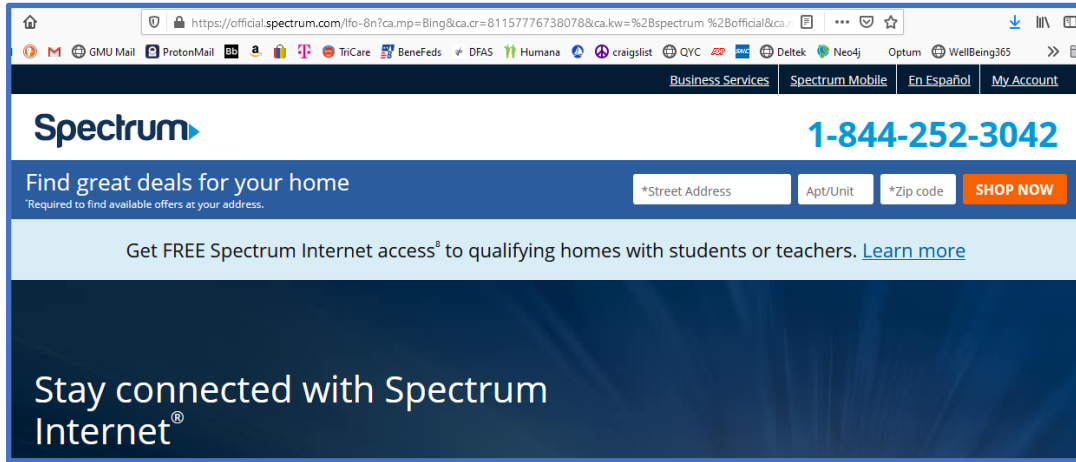 https://official.spectrum.com/lfo-8n?ca.mp=Bing&ca.cr=81157776738078&ca.kw=%2Bspectrum %2Bofficial&ca.
GMU Mail ProtonMail Bb a TriCare BeneFeds DFAS Humana craigslist QYC ADP SAIC Deltek Neo4j Optum WellBeing365
Business Services Spectrum Mobile En Español My Account
Spectrum 1-844-252-3042
Find great deals for your home *Street Address Apt/Unit *Zip code SHOP NOW
*Required to find available offers at your address.
Get FREE Spectrum Internet access⁸ to qualifying homes with students or teachers. Learn more
Stay connected with Spectrum
Internet®